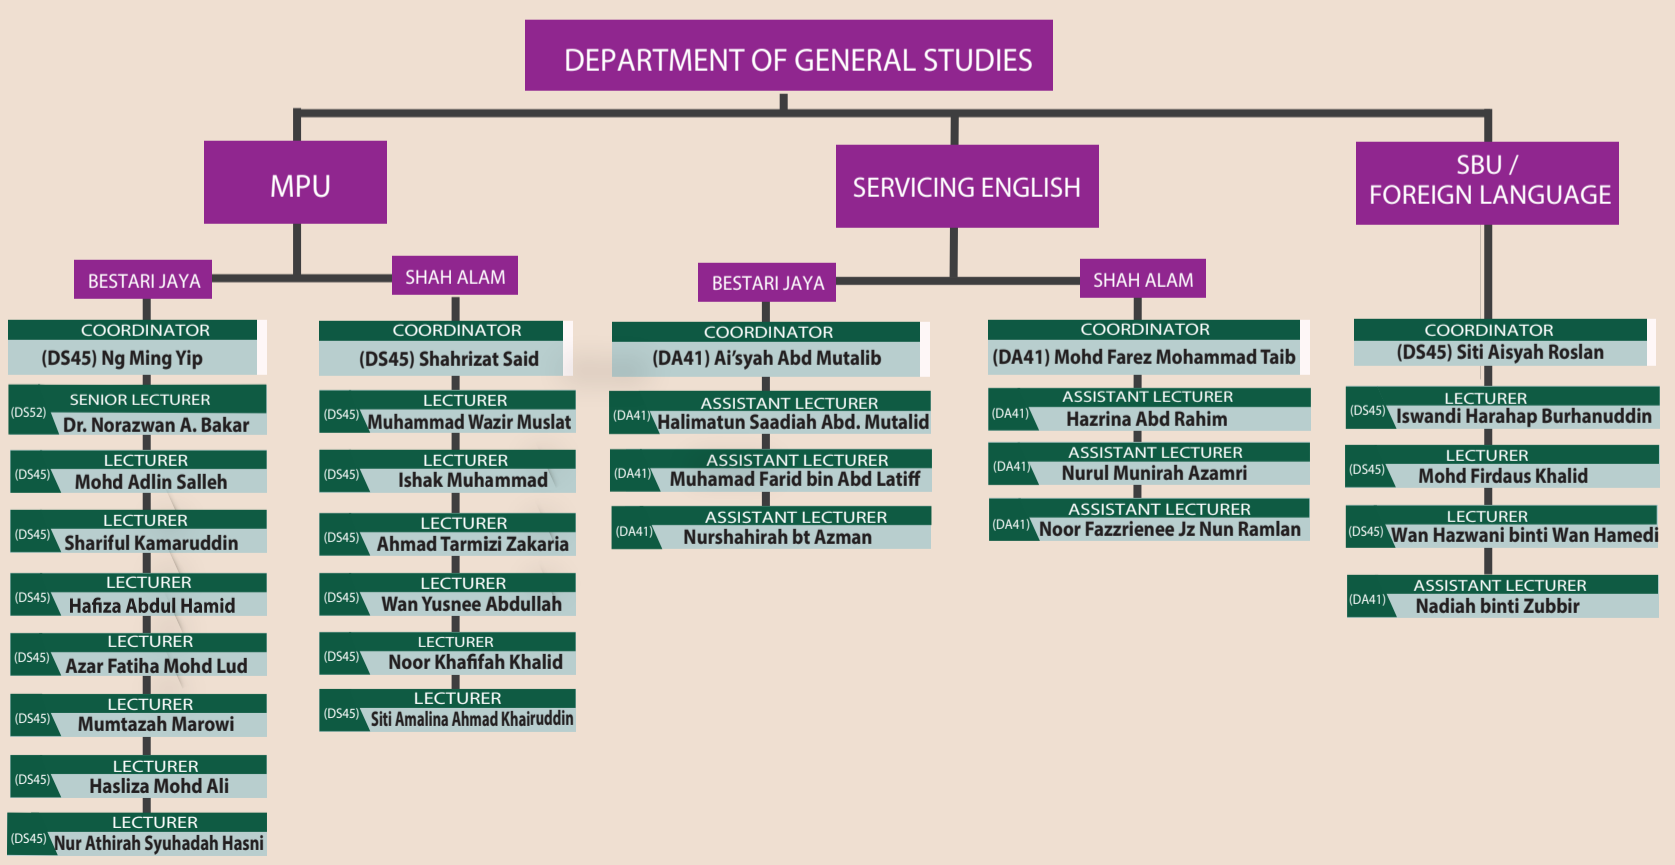 DEPARTMENT OF GENERAL STUDIES
MPU
BESTARI JAYA
COORDINATOR
(DS45) Ng Ming Yip
SENIOR LECTURER
(DS52)
Dr. Norazwan A. Bakar
LECTURER
(DS45)
Mohd Adlin Salleh
LECTURER
(DS45)
Shariful Kamaruddin
LECTURER
(DS45)
Hafiza Abdul Hamid
LECTURER
(DS45)
Azar Fatiha Mohd Lud
LECTURER
(DS45)
Mumtazah Marowi
LECTURER
(DS45)
Hasliza Mohd Ali
LECTURER
(DS45)
Nur Athirah Syuhadah Hasni
SHAH ALAM
COORDINATOR
(DS45) Shahrizat Said
LECTURER
(DS45)
Muhammad Wazir Muslat
LECTURER
(DS45)
Ishak Muhammad
LECTURER
(DS45)
Ahmad Tarmizi Zakaria
LECTURER
(DS45)
Wan Yusnee Abdullah
LECTURER
(DS45)
Noor Khafifah Khalid
LECTURER
(DS45)
Siti Amalina Ahmad Khairuddin
SERVICING ENGLISH
BESTARI JAYA
COORDINATOR
(DA41) Ai'syah Abd Mutalib
ASSISTANT LECTURER
(DA41)
Halimatun Saadiah Abd. Mutalid
ASSISTANT LECTURER
(DA41)
Muhamad Farid bin Abd Latiff
ASSISTANT LECTURER
(DA41)
Nurshahirah bt Azman
SHAH ALAM
COORDINATOR
(DA41) Mohd Farez Mohammad Taib
ASSISTANT LECTURER
(DA41)
Hazrina Abd Rahim
ASSISTANT LECTURER
(DA41)
Nurul Munirah Azamri
ASSISTANT LECTURER
(DA41)
Noor Fazzrienee Jz Nun Ramlan
SBU /
FOREIGN LANGUAGE
COORDINATOR
(DS45) Siti Aisyah Roslan
LECTURER
(DS45)
Iswandi Harahap Burhanuddin
LECTURER
(DS45)
Mohd Firdaus Khalid
LECTURER
(DS45)
Wan Hazwani binti Wan Hamedi
ASSISTANT LECTURER
(DA41)
Nadiah binti Zubbir